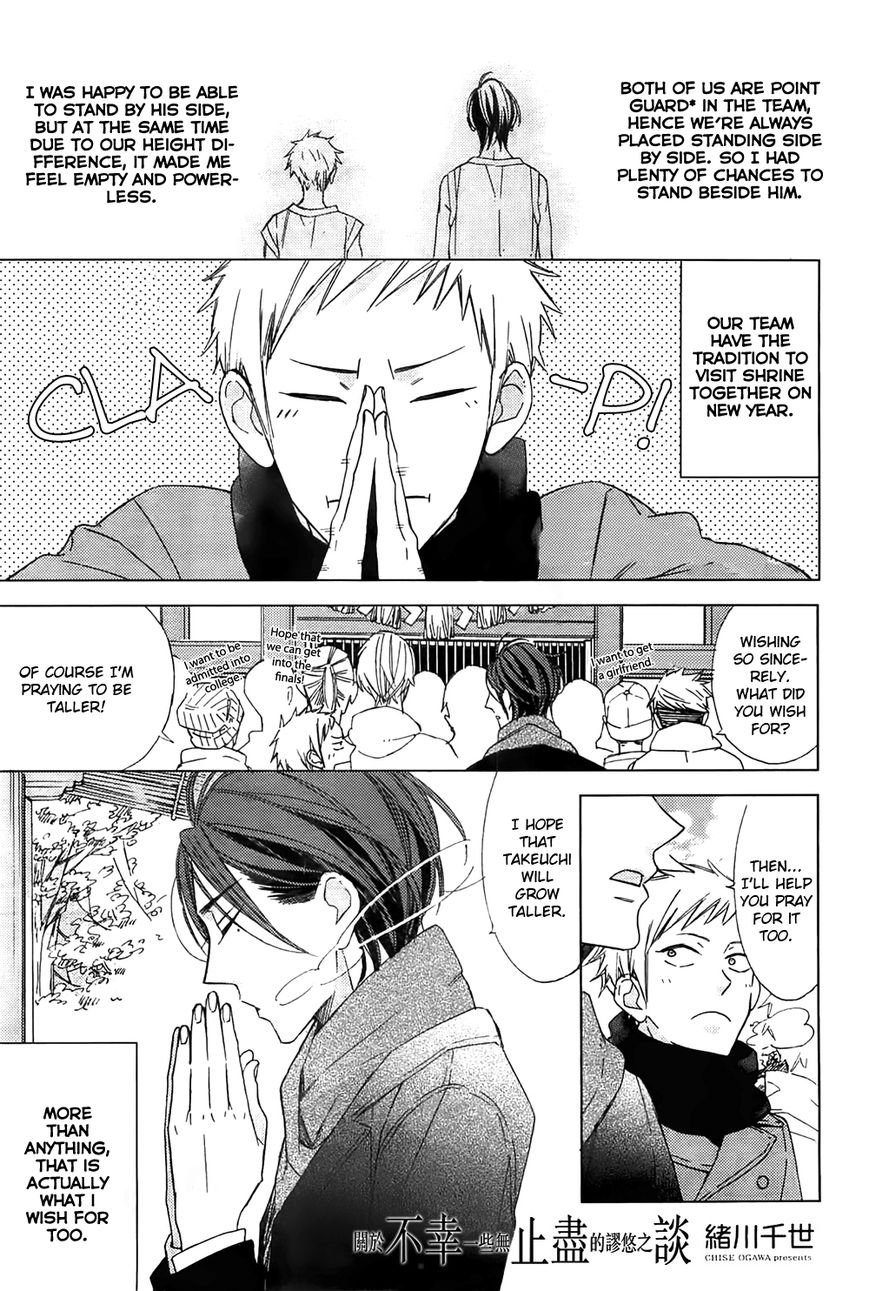 BOTH OF US ARE POINT
GUARD* IN THE TEAM,
HENCE WE'RE ALWAYS
PLACED STANDING SIDE
BY SIDE. SO I HAD
PLENTY OF CHANCES TO
STAND BESIDE HIM.
I WAS HAPPY TO BE ABLE
TO STAND BY HIS SIDE,
BUT AT THE SAME TIME
DUE TO OUR HEIGHT DI-
FFERENCE, IT MADE ME
FEEL EMPTY AND POWER-
LESS.
OUR TEAM
HAVE THE
TRADITION TO
VISIT SHRINE
TOGETHER ON
NEW YEAR.
CLA-P!
WISHING
SO SINCE-
RELY.
WHAT DID
YOU WISH
FOR?
I want to get
a girlfriend.
Hope that
we can get
into the
finals!
I want to be
admitted into
college.
OF COURSE I'M
PRAYING TO BE
TALLER!
THEN...
I'LL HELP
YOU PRAY
FOR IT
TOO.
I HOPE
THAT
TAKEUCHI
WILL
GROW
TALLER.
MORE
THAN
ANYTHING,
THAT IS
ACTUALLY
WHAT I
WISH FOR
TOO.
關於不幸一些無止盡的謬悠之談
緒川千世
CHISE OGAWA presents